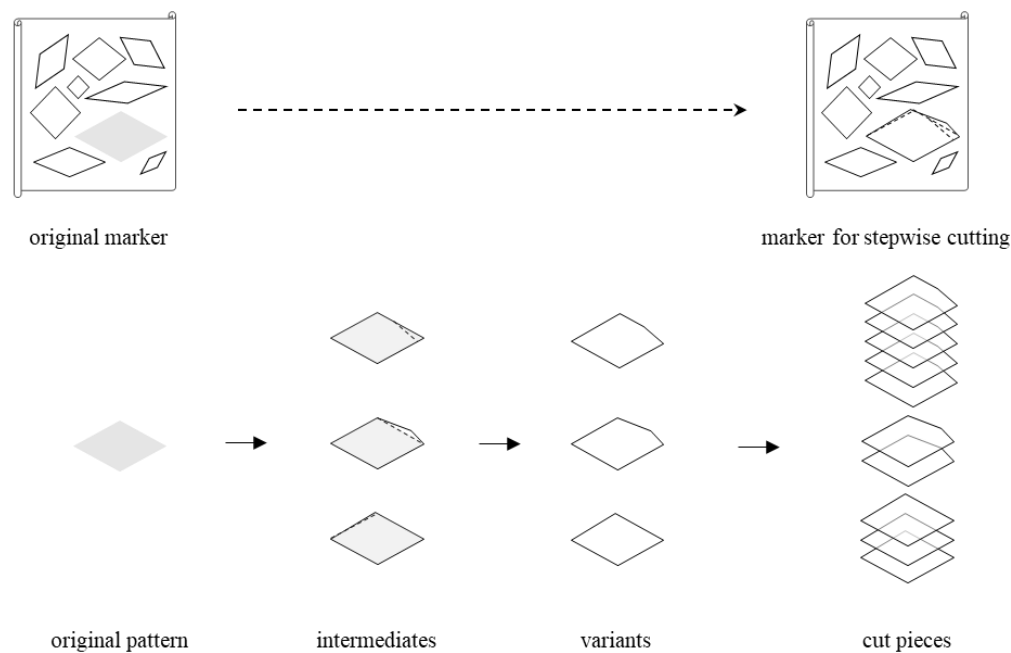 original marker
marker for stepwise cutting
original pattern
intermediates
variants
cut pieces